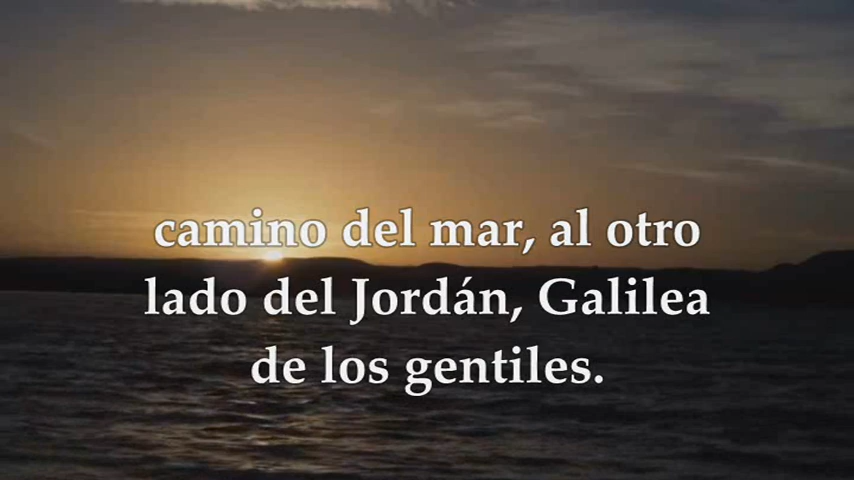 camino del mar, al otro
lado del Jordán, Galilea
de los gentiles.